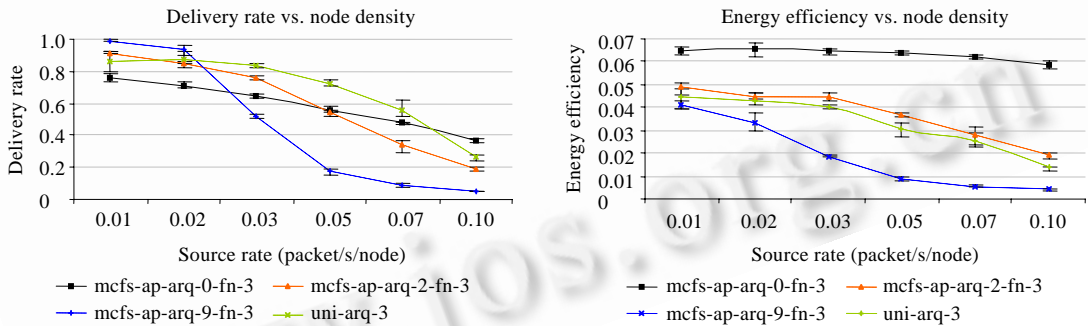 Delivery rate vs. node density
Delivery rate
1.0
0.8
0.6
0.4
0.2
0
0.01 0.02 0.03 0.05 0.07 0.10
Source rate (packet/s/node)
mcfs-ap-arq-0-fn-3 mcfs-ap-arq-2-fn-3
mcfs-ap-arq-9-fn-3 uni-arq-3
Energy efficiency vs. node density
Energy efficiency
0.07
0.06
0.05
0.04
0.03
0.02
0.01
0
0.01 0.02 0.03 0.05 0.07 0.10
Source rate (packet/s/node)
mcfs-ap-arq-0-fn-3 mcfs-ap-arq-2-fn-3
mcfs-ap-arq-9-fn-3 uni-arq-3
jos.org.cn